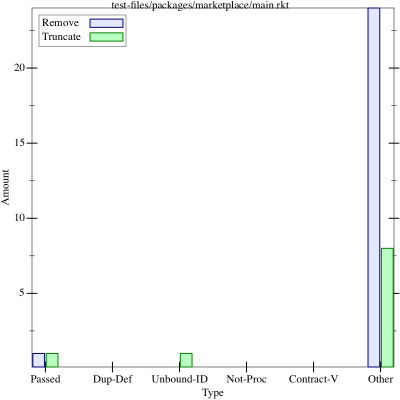 test-files/packages/marketplace/main.rkt
Remove
Truncate
20
15
10
5
Amount
Passed Dup-Def Unbound-ID Not-Proc Contract-V Other
Type